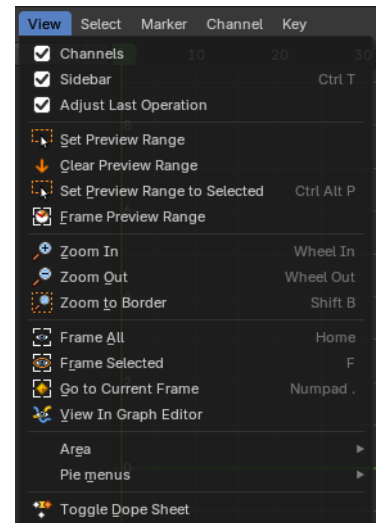 View Select Marker Channel Key
Channels 10 20 30
Sidebar Ctrl T
Adjust Last Operation
8
Set Preview Range
Clear Preview Range
Set Preview Range to Selected Ctrl Alt P
Frame Preview Range
Zoom In Wheel In
Zoom Out Wheel Out
Zoom to Border Shift B
Frame All Home
Frame Selected F
Go to Current Frame Numpad .
View In Graph Editor
Area
Pie menus
0
Toggle Dope Sheet